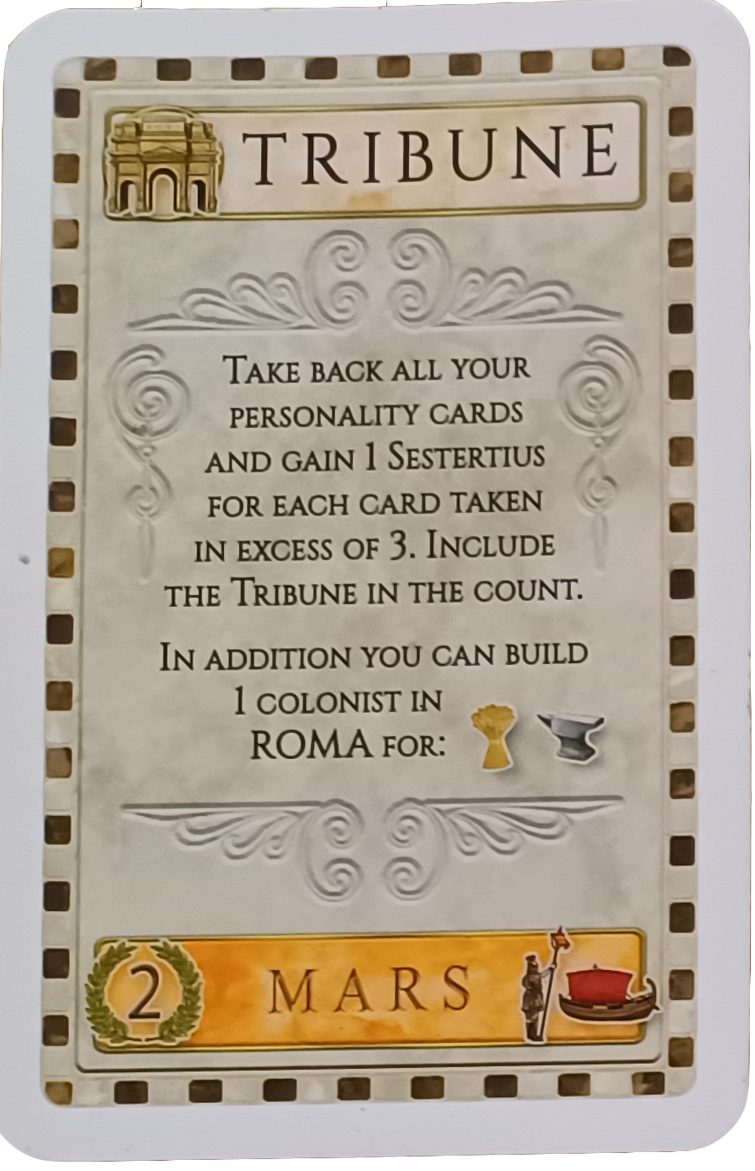 TRIBUNE
TAKE BACK ALL YOUR
PERSONALITY CARDS
AND GAIN 1 SESTERTIUS
FOR EACH CARD TAKEN
IN EXCESS OF 3. INCLUDE
THE TRIBUNE IN THE COUNT.
IN ADDITION YOU CAN BUILD
1 COLONIST IN
ROMA FOR:
2 MARS